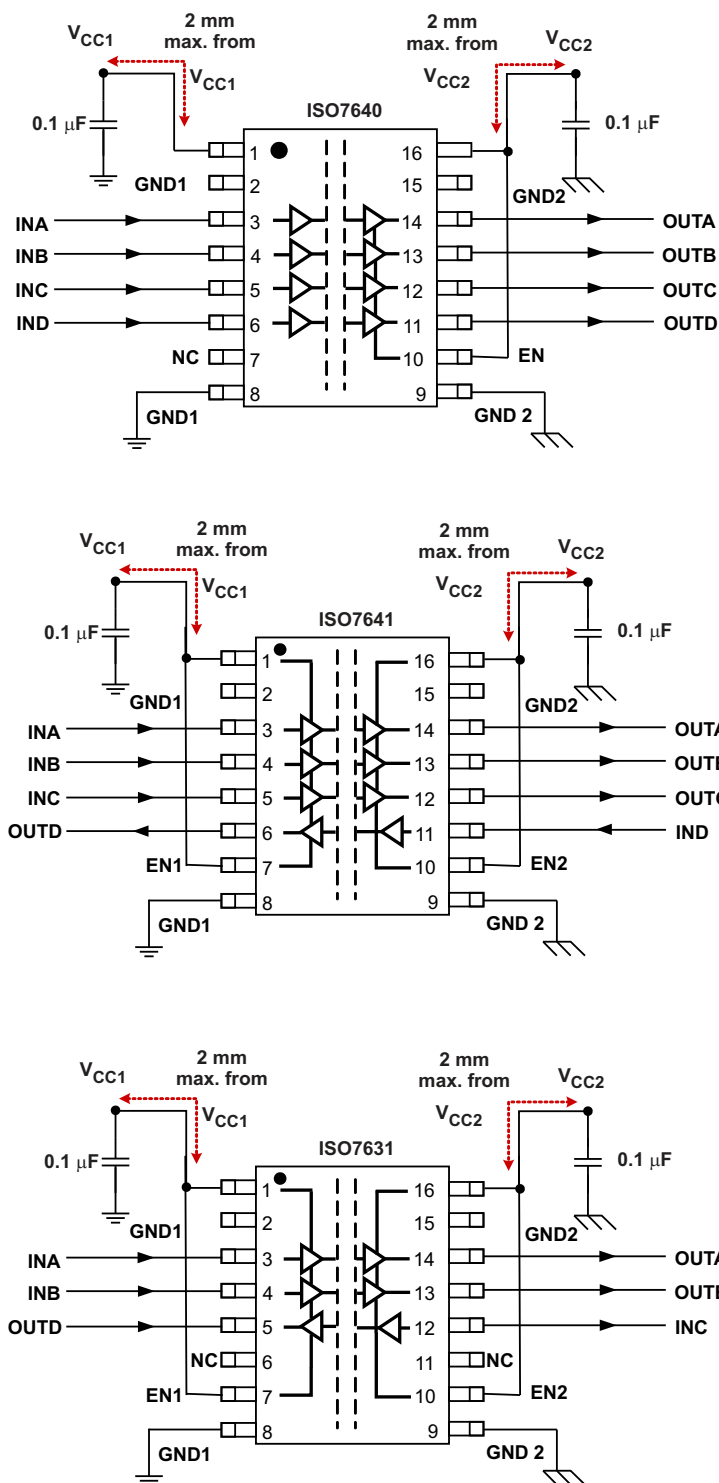 2 mm
max. from
VCC1
VCC1
0.1 μF
2 mm
max. from
VCC2
VCC2
0.1 μF
ISO7640
1
16
GND1
2
15
GND2
INA
3
14
OUTA
INB
4
13
OUTB
INC
5
12
OUTC
IND
6
11
OUTD
NC
7
10
EN
8
9
GND1
GND 2
2 mm
max. from
VCC1
VCC1
0.1 μF
2 mm
max. from
VCC2
VCC2
0.1 μF
ISO7641
1
16
GND1
2
15
GND2
INA
3
14
OUTA
INB
4
13
OUTB
INC
5
12
OUTC
OUTD
6
11
IND
EN1
7
10
EN2
8
9
GND1
GND 2
2 mm
max. from
VCC1
VCC1
0.1 μF
2 mm
max. from
VCC2
VCC2
0.1 μF
ISO7631
1
16
GND1
2
15
GND2
INA
3
14
OUTA
INB
4
13
OUTB
OUTD
5
12
INC
NC
6
11
NC
EN1
7
10
EN2
8
9
GND1
GND 2